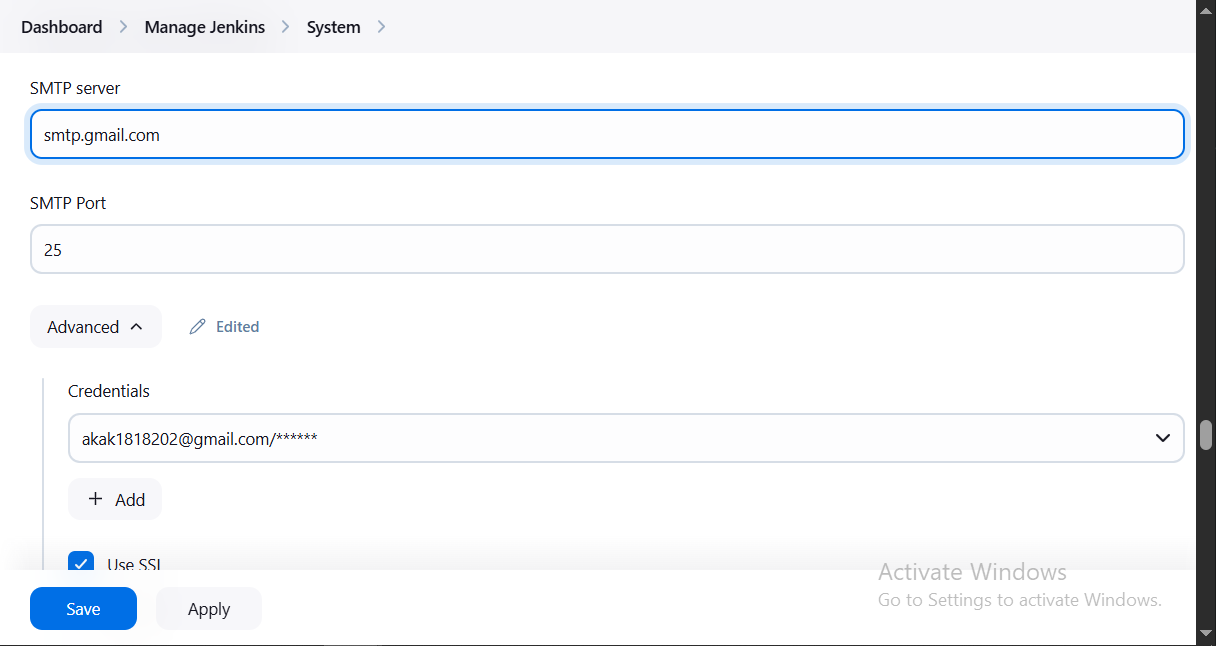 Dashboard > Manage Jenkins > System >
SMTP server
smtp.gmail.com
SMTP Port
25
Advanced
Edited
Credentials
akak1818202@gmail.com/******
+ Add
Use SSL
Activate Windows
Go to Settings to activate Windows.
Save
Apply